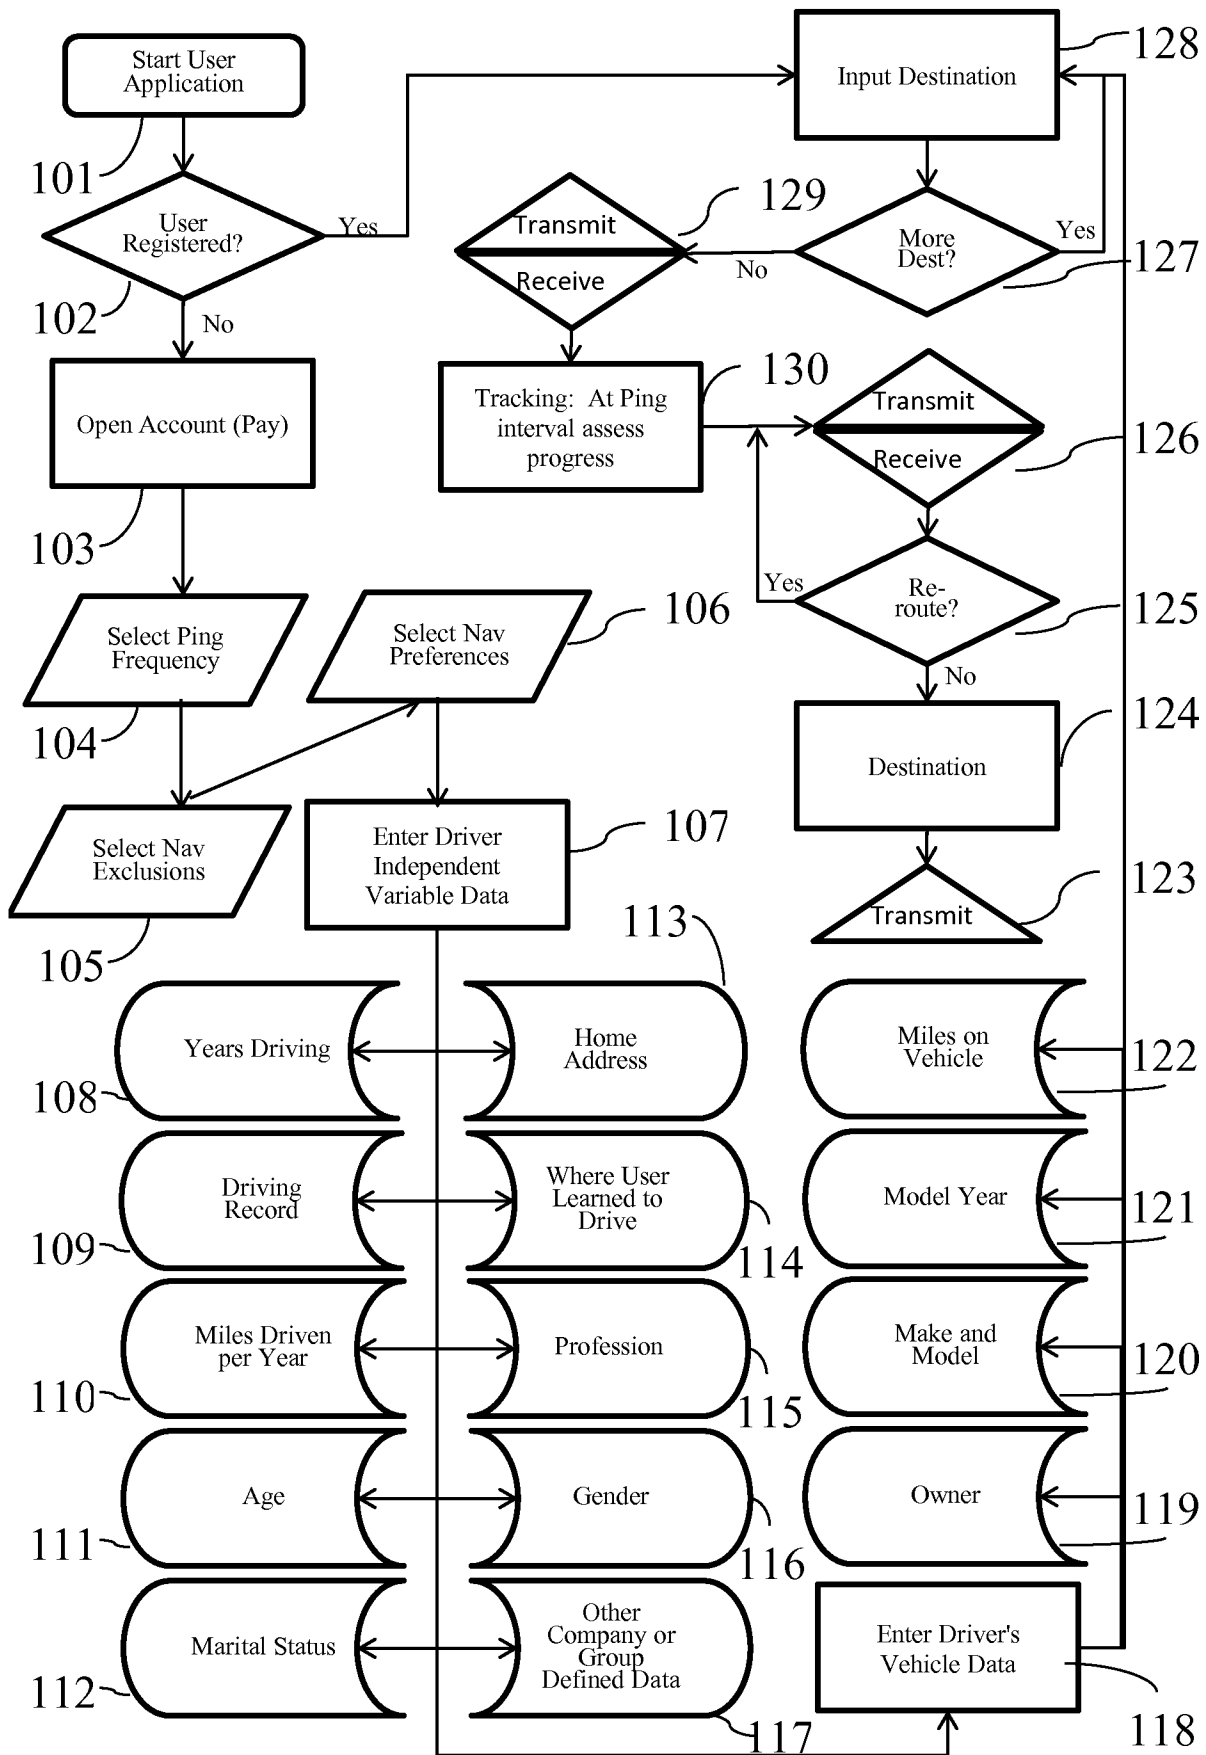 Start User
Application
101
User
Registered?
Yes
102
No
Open Account (Pay)
103
Select Ping
Frequency
104
Select Nav
Exclusions
105
Select Nav
Preferences
106
Enter Driver
Independent
Variable Data
107
Years Driving
108
Driving
Record
109
Miles Driven
per Year
110
Age
111
Marital Status
112
Home
Address
113
Where User
Learned to
Drive
114
Profession
115
Gender
116
Other
Company or
Group
Defined Data
117
Enter Driver's
Vehicle Data
118
Owner
119
Make and
Model
120
Model Year
121
Miles on
Vehicle
122
Input Destination
128
More
Dest?
Yes
127
No
Transmit
Receive
129
Tracking: At Ping
interval assess
progress
130
Transmit
Receive
126
Re-
route?
Yes
125
No
Destination
124
Transmit
123